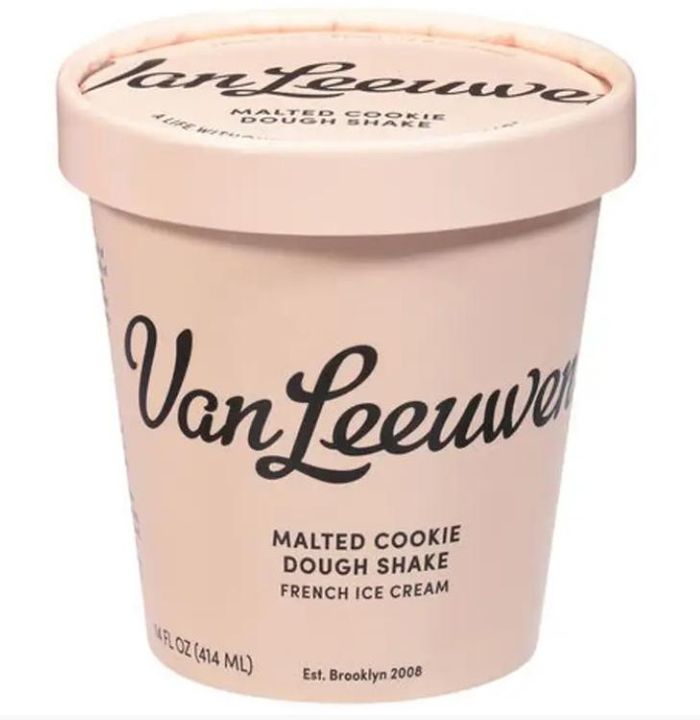 Van Leeuwe
MALTED COOKIE
DOUGH SHAKE
A LIFE
Van Leeuwen
MALTED COOKIE
DOUGH SHAKE
FRENCH ICE CREAM
14 FL OZ (414 ML)
Est. Brooklyn 2008